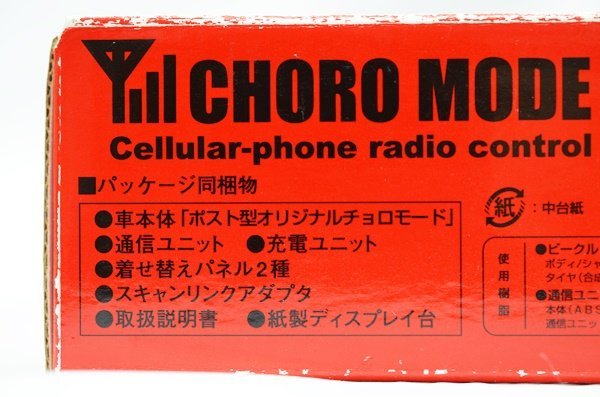 CHORO MODE
Cellular-phone radio control
■パッケージ同梱物
●車本体「ポスト型オリジナルチョロモード」
●通信ユニット ●充電ユニット
●着せ替えパネル2種
●スキャンリンクアダプタ
●取扱説明書 ●紙製ディスプレイ台
紙 : 中台紙
使用樹脂
●ビークル
ボディ/シャ
タイヤ(合成
●通信ユニ
本体(ABS
通信ユニッ